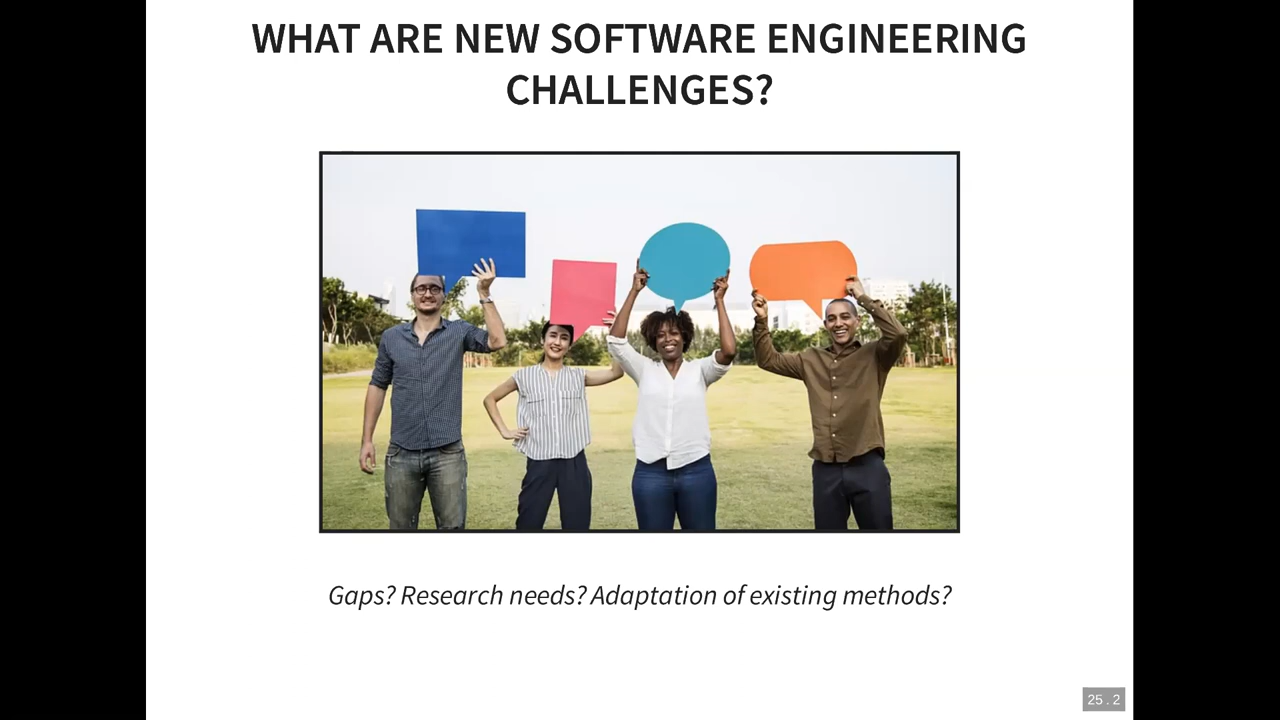 WHAT ARE NEW SOFTWARE ENGINEERING
CHALLENGES?
Gaps? Research needs? Adaptation of existing methods?
25 . 2